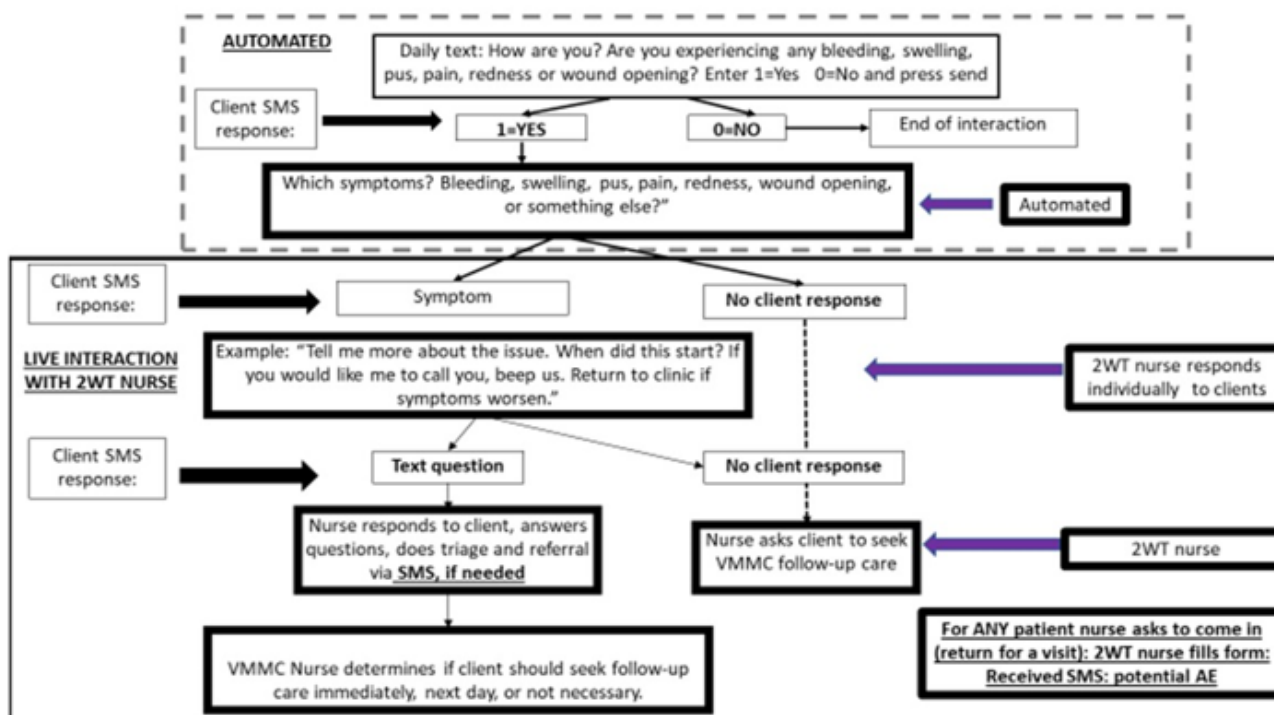 AUTOMATED
Daily text: How are you? Are you experiencing any bleeding, swelling,
pus, pain, redness or wound opening? Enter 1=Yes 0=No and press send
Client SMS
response:
1=YES
0=NO
End of interaction
Which symptoms? Bleeding, swelling, pus, pain, redness, wound opening,
or something else?”
Automated
Client SMS
response:
Symptom
No client response
LIVE INTERACTION
WITH 2WT NURSE
Example: “Tell me more about the issue. When did this start? If
you would like me to call you, beep us. Return to clinic if
symptoms worsen.”
2WT nurse responds
individually to clients
Client SMS
response:
Text question
No client response
Nurse responds to client, answers
questions, does triage and referral
via SMS, if needed
Nurse asks client to seek
VMMC follow-up care
2WT nurse
VMMC Nurse determines if client should seek follow-up
care immediately, next day, or not necessary.
For ANY patient nurse asks to come in
(return for a visit): 2WT nurse fills form:
Received SMS: potential AE